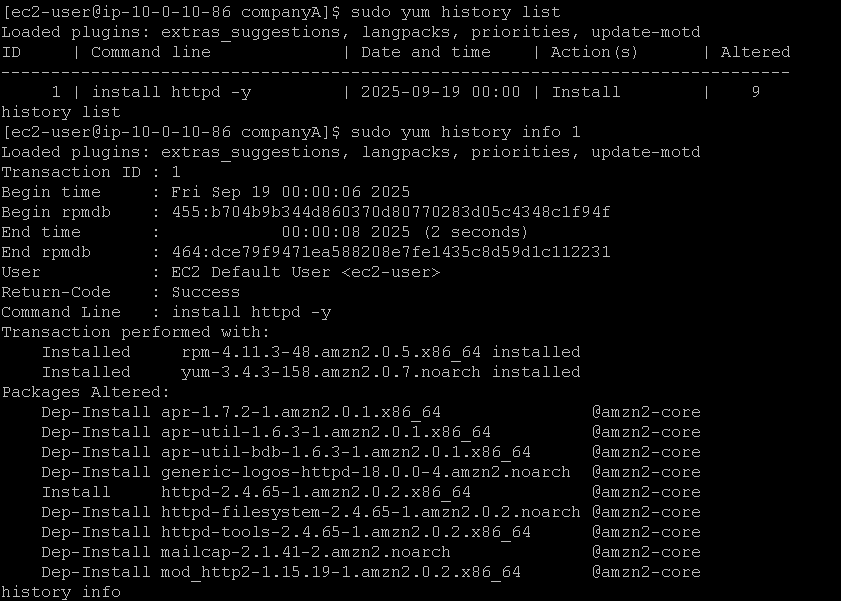 [ec2-user@ip-10-0-10-86 companyA]$ sudo yum history list
Loaded plugins: extras_suggestions, langpacks, priorities, update-motd
ID     | Command line             | Date and time    | Action(s)      | Altered
-------------------------------------------------------------------------------
     1 | install httpd -y         | 2025-09-19 00:00 | Install        |    9
history list
[ec2-user@ip-10-0-10-86 companyA]$ sudo yum history info 1
Loaded plugins: extras_suggestions, langpacks, priorities, update-motd
Transaction ID : 1
Begin time     : Fri Sep 19 00:00:06 2025
Begin rpmdb    : 455:b704b9b344d860370d80770283d05c4348c1f94f
End time       :            00:00:08 2025 (2 seconds)
End rpmdb      : 464:dce79f9471ea588208e7fe1435c8d59d1c112231
User           : EC2 Default User <ec2-user>
Return-Code    : Success
Command Line   : install httpd -y
Transaction performed with:
    Installed     rpm-4.11.3-48.amzn2.0.5.x86_64 installed
    Installed     yum-3.4.3-158.amzn2.0.7.noarch installed
Packages Altered:
    Dep-Install apr-1.7.2-1.amzn2.0.1.x86_64               @amzn2-core
    Dep-Install apr-util-1.6.3-1.amzn2.0.1.x86_64          @amzn2-core
    Dep-Install apr-util-bdb-1.6.3-1.amzn2.0.1.x86_64      @amzn2-core
    Dep-Install generic-logos-httpd-18.0.0-4.amzn2.noarch  @amzn2-core
    Install     httpd-2.4.65-1.amzn2.0.2.x86_64            @amzn2-core
    Dep-Install httpd-filesystem-2.4.65-1.amzn2.0.2.noarch @amzn2-core
    Dep-Install httpd-tools-2.4.65-1.amzn2.0.2.x86_64      @amzn2-core
    Dep-Install mailcap-2.1.41-2.amzn2.noarch              @amzn2-core
    Dep-Install mod_http2-1.15.19-1.amzn2.0.2.x86_64       @amzn2-core
history info